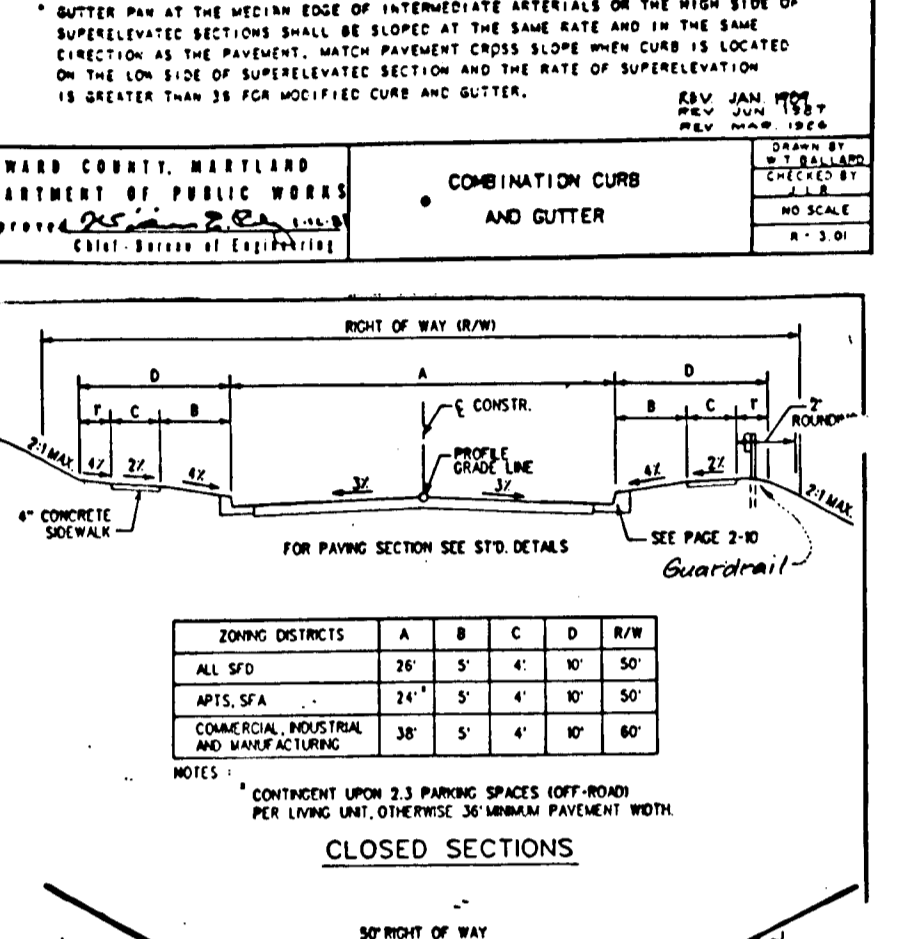 * GUTTER PAN AT THE MEDIAN EDGE OF INTERMEDIATE ARTERIALS OR THE HIGH SIDE OF
SUPERELEVATED SECTIONS SHALL BE SLOPED AT THE SAME RATE AND IN THE SAME
DIRECTION AS THE PAVEMENT. MATCH PAVEMENT CROSS SLOPE WHEN CURB IS LOCATED
ON THE LOW SIDE OF SUPERELEVATED SECTION AND THE RATE OF SUPERELEVATION
IS GREATER THAN 3% FOR MODIFIED CURB AND GUTTER.
REV. JAN. 1989
REV JUN 1987
REV MAR. 1986
WARD COUNTY, MARYLAND
ARTMENT OF PUBLIC WORKS
Chief - Bureau of Engineering
COMBINATION CURB
AND GUTTER
DRAWN BY
W T BALLARD
CHECKED BY
J L R
NO SCALE
R - 3.01
RIGHT OF WAY (R/W)
D A D
r C B B C r
℄ CONSTR.
2'
PROFILE
GRADE LINE
2:1 MAX. 4% 2% 4% 3% 3% 4% 2% 2:1 MAX.
4" CONCRETE
SIDEWALK
FOR PAVING SECTION SEE ST'D. DETAILS
SEE PAGE 2-10
Guardrail
ZONING DISTRICTS A B C D R/W
ALL SFD 26' 5' 4' 10' 50'
APTS, SFA 24'* 5' 4' 10' 50'
COMMERCIAL, INDUSTRIAL
AND MANUFACTURING 38' 5' 4' 10' 60'
NOTES :
* CONTINGENT UPON 2.3 PARKING SPACES (OFF-ROAD)
PER LIVING UNIT, OTHERWISE 36' MINIMUM PAVEMENT WIDTH.
CLOSED SECTIONS
50' RIGHT OF WAY